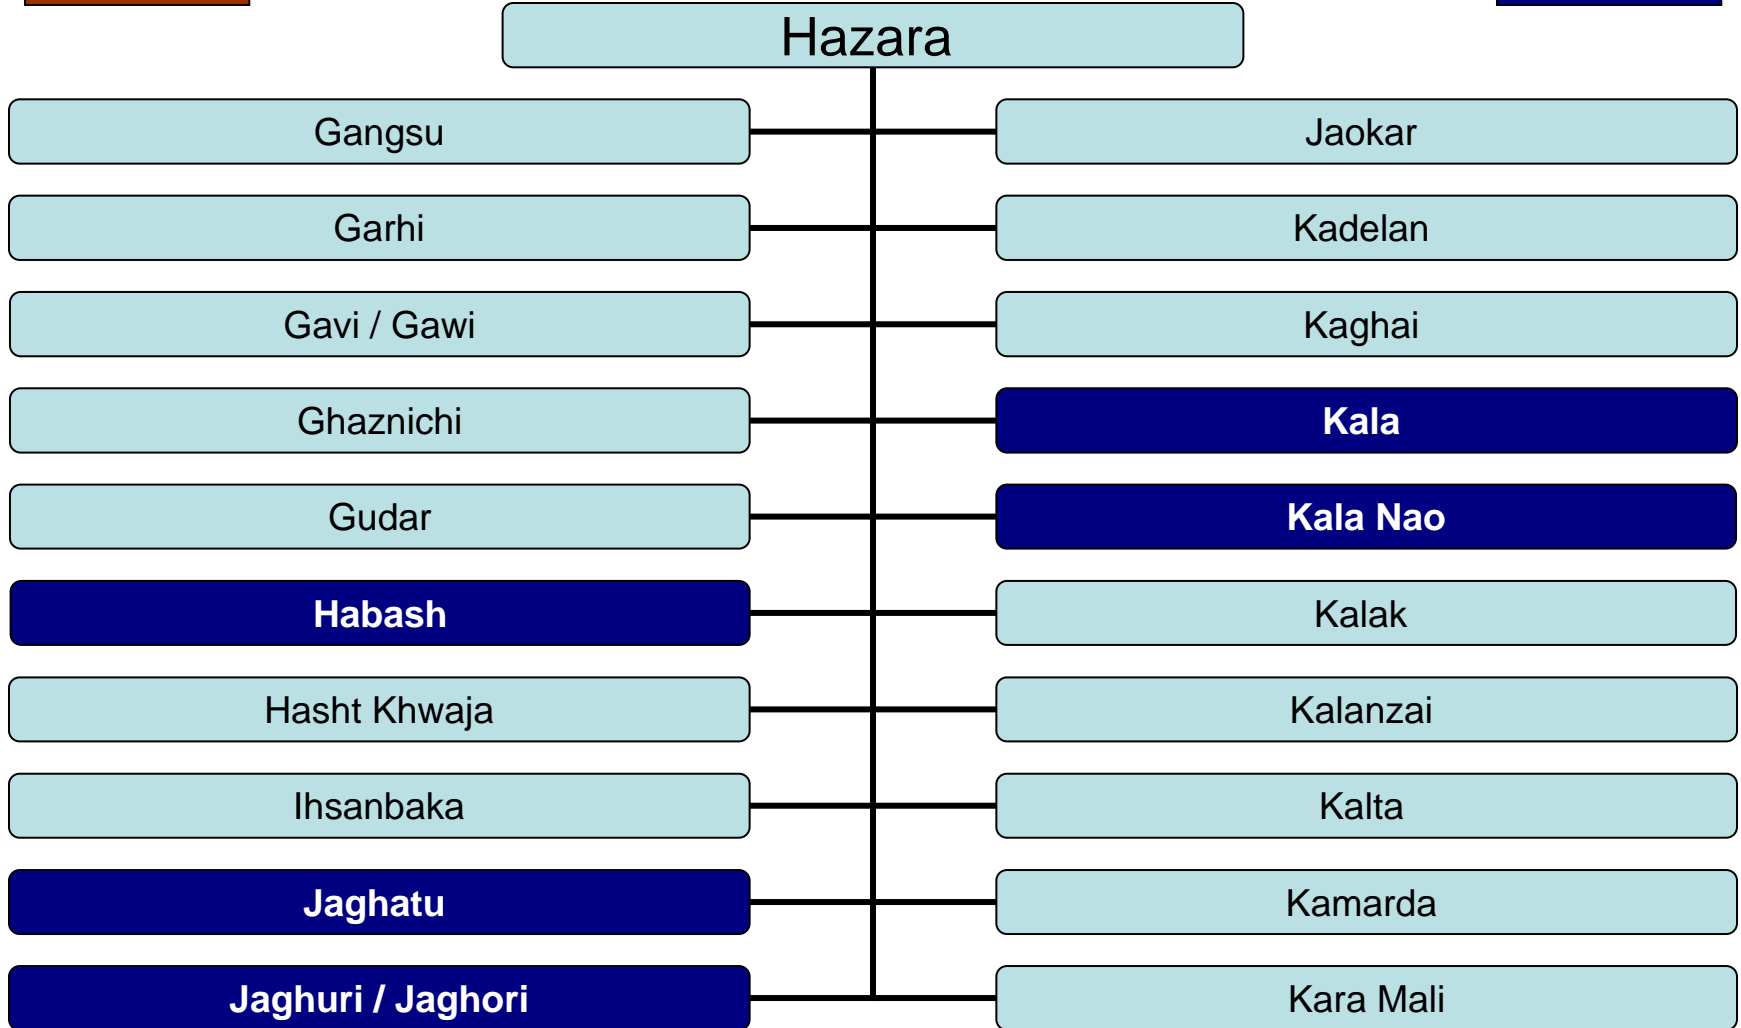 Hazara
Gangsu
Jaokar
Garhi
Kadelan
Gavi / Gawi
Kaghai
Ghaznichi
Kala
Gudar
Kala Nao
Habash
Kalak
Hasht Khwaja
Kalanzai
Ihsanbaka
Kalta
Jaghatu
Kamarda
Jaghuri / Jaghori
Kara Mali